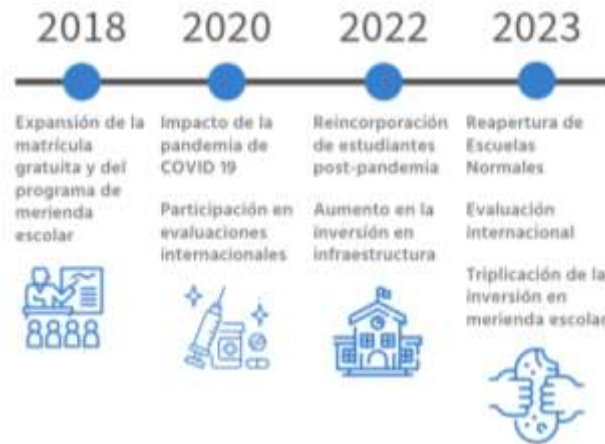 2018
2020
2022
2023
Expansión de la
matrícula
gratuita y del
programa de
merienda
escolar
Impacto de la
pandemia de
COVID 19
Participación en
evaluaciones
internacionales
Reincorporación
de estudiantes
post-pandemia
Aumento en la
inversión en
infraestructura
Reapertura de
Escuelas
Normales
Evaluación
internacional
Triplicación de la
inversión en
merienda escolar